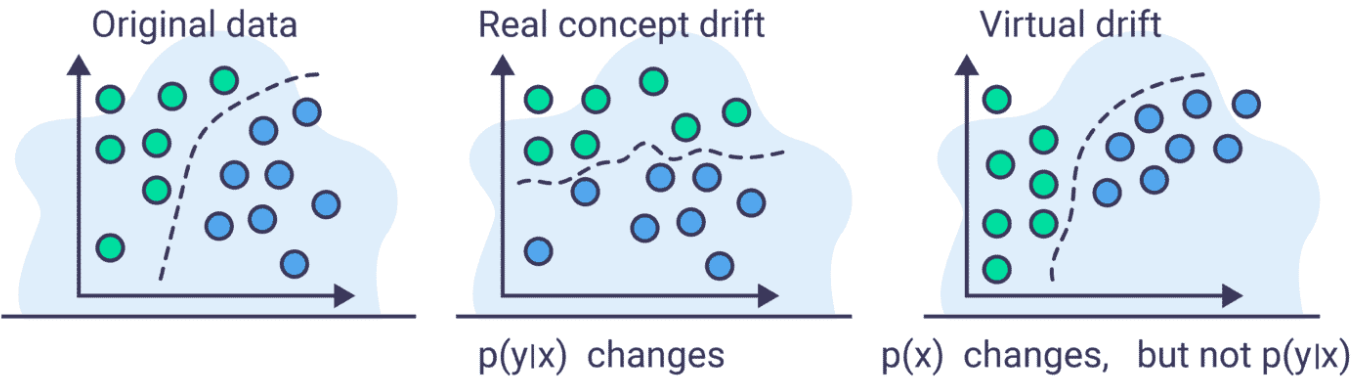 Original data
Real concept drift
Virtual drift
p(y|x) changes
p(x) changes, but not p(y|x)